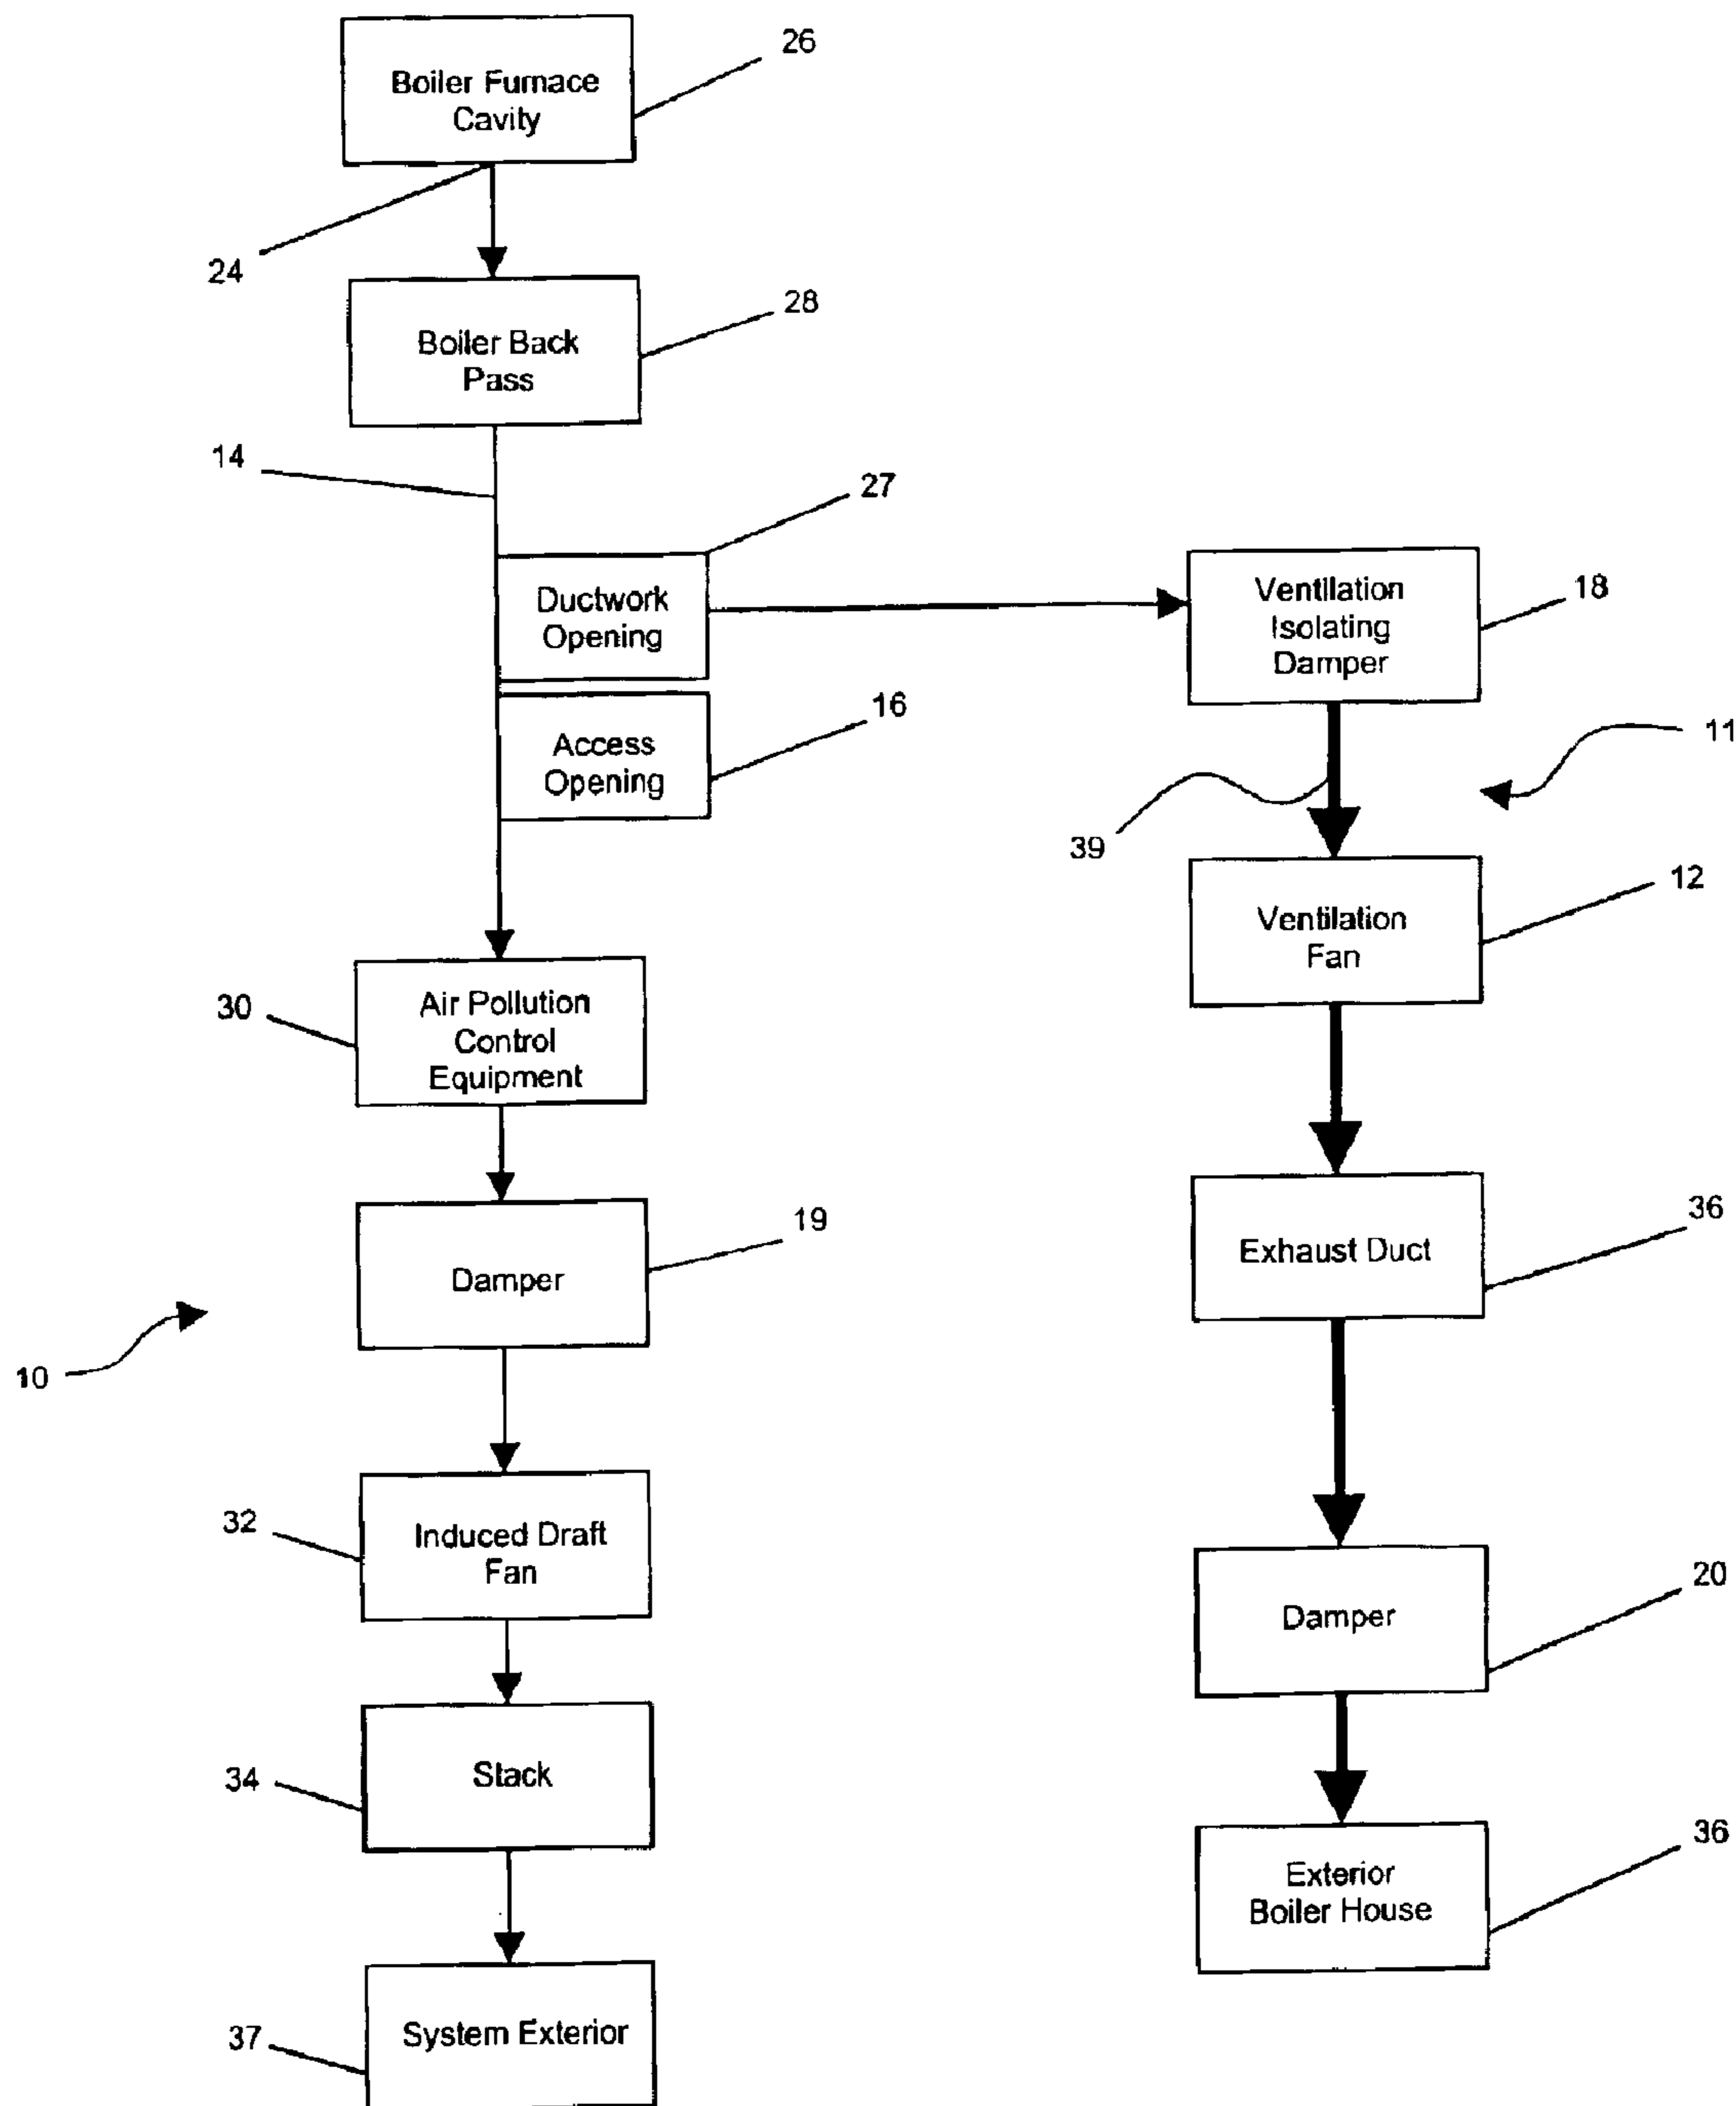 Boiler Furnace
Cavity
26
24
Boiler Back
Pass
28
14
27
Ductwork
Opening
Ventilation
Isolating
Damper
18
16
Access
Opening
11
39
Ventilation
Fan
12
30
Air Pollution
Control
Equipment
Exhaust Duct
36
Damper
19
10
32
Induced Draft
Fan
Damper
20
34
Stack
Exterior
Boiler House
36
37
System Exterior